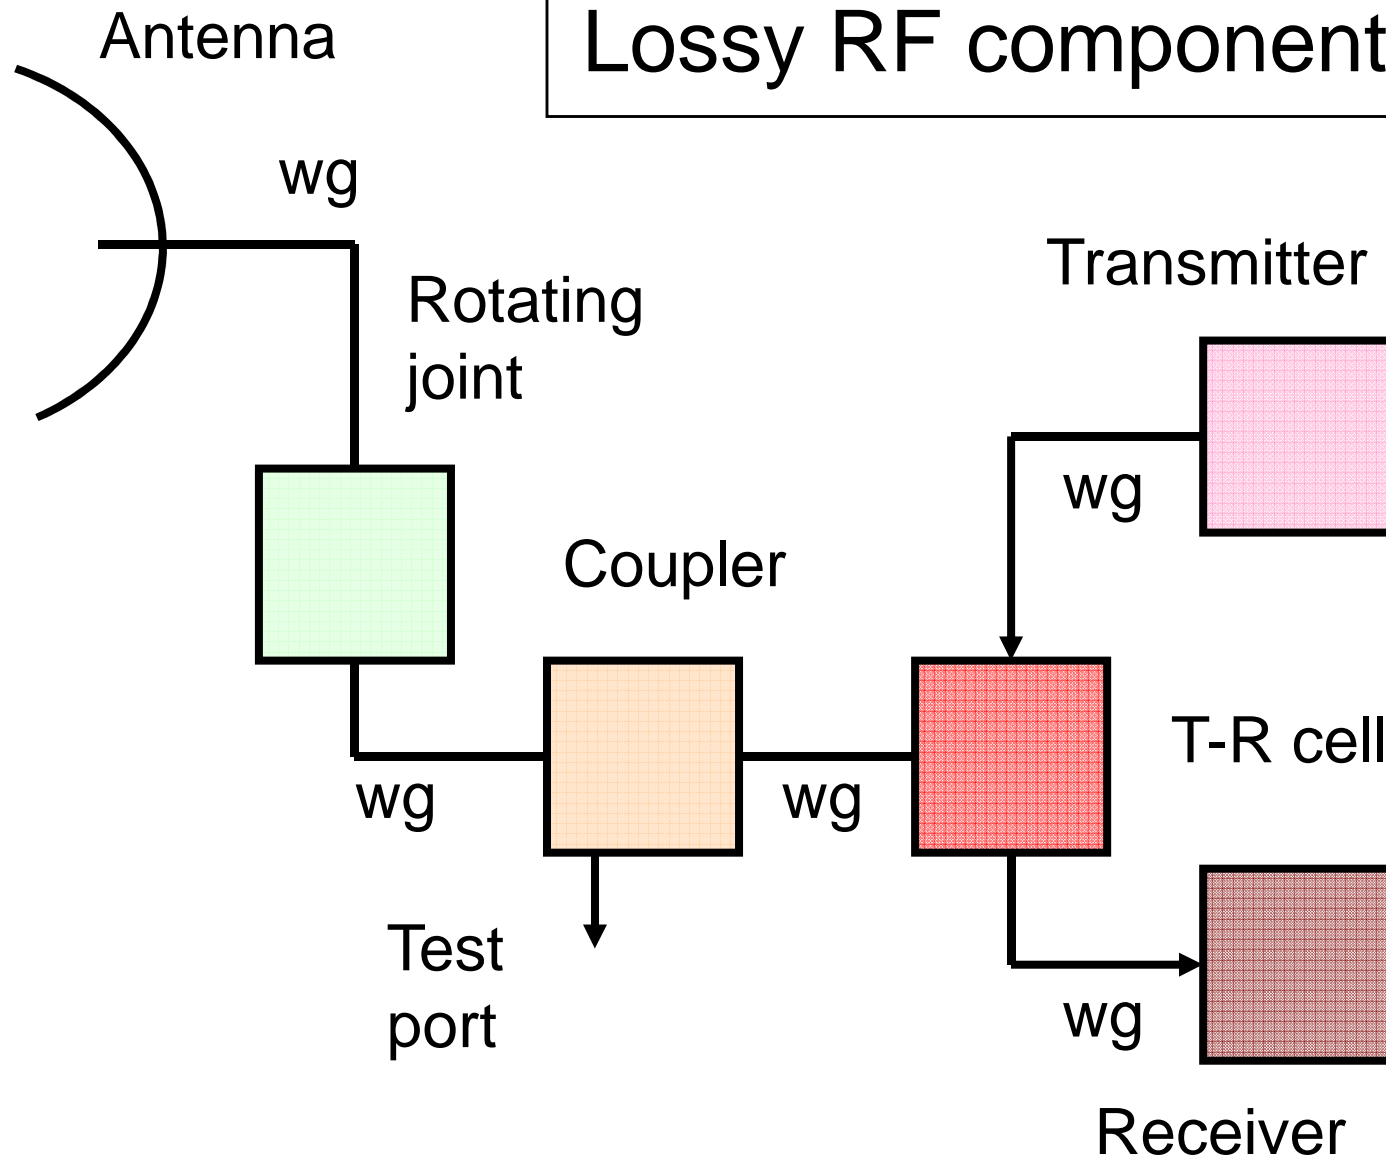 Antenna
Lossy RF component
wg
Transmitter
Rotating
joint
wg
Coupler
T-R cell
wg
wg
Test
port
wg
Receiver